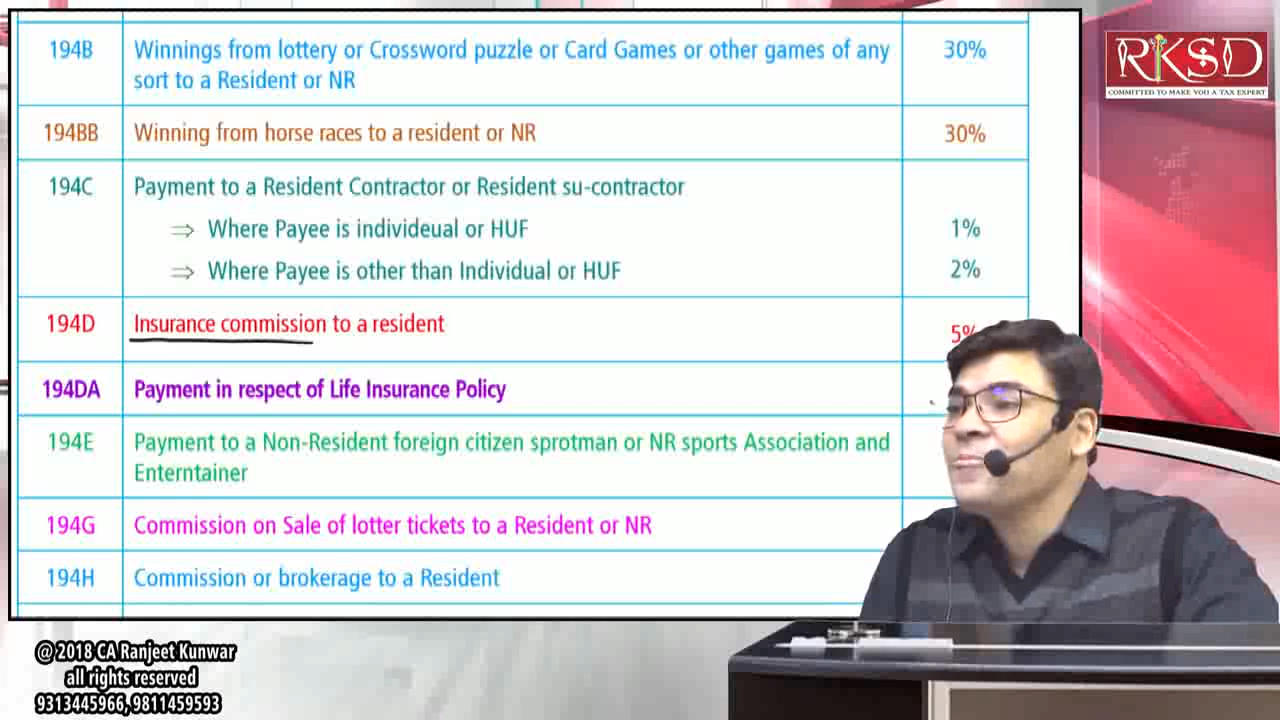 194B Winnings from lottery or Crossword puzzle or Card Games or other games of any 30%
sort to a Resident or NR
194BB Winning from horse races to a resident or NR 30%
194C Payment to a Resident Contractor or Resident su-contractor
⇒ Where Payee is individeual or HUF 1%
⇒ Where Payee is other than Individual or HUF 2%
194D Insurance commission to a resident 5%
194DA Payment in respect of Life Insurance Policy
194E Payment to a Non-Resident foreign citizen sprotman or NR sports Association and
Enterntainer
194G Commission on Sale of lotter tickets to a Resident or NR
194H Commission or brokerage to a Resident
RKSD
COMMITTED TO MAKE YOU A TAX EXPERT
@ 2018 CA Ranjeet Kunwar
all rights reserved
9313445966, 9811459593